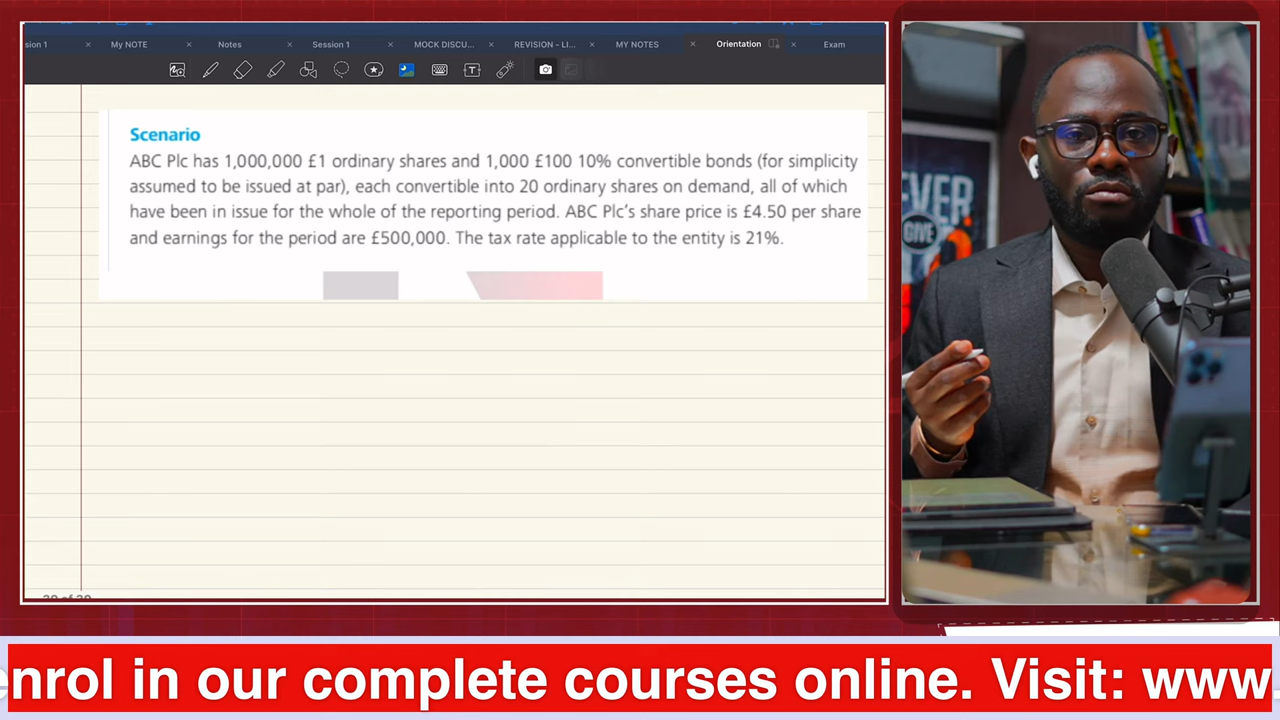 sion 1 My NOTE Notes Session 1 MOCK DISCU... REVISION - LI... MY NOTES Orientation Exam
Scenario
ABC Plc has 1,000,000 £1 ordinary shares and 1,000 £100 10% convertible bonds (for simplicity
assumed to be issued at par), each convertible into 20 ordinary shares on demand, all of which
have been in issue for the whole of the reporting period. ABC Plc's share price is £4.50 per share
and earnings for the period are £500,000. The tax rate applicable to the entity is 21%.
EVER
GIVE
enrol in our complete courses online. Visit: www.